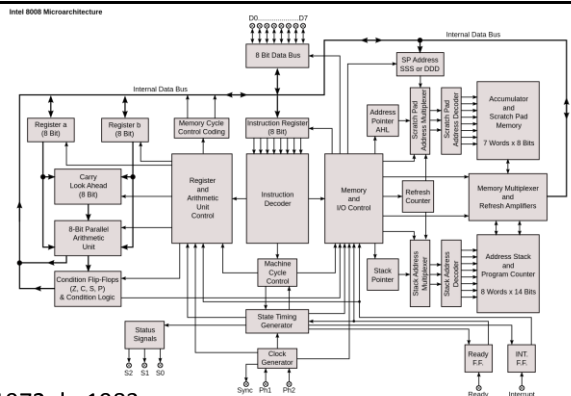 Intel 8008 Microarchitecture
D0............D7
8 Bit Data Bus
Internal Data Bus
SP Address
SSS or DDD
Internal Data Bus
Register a
(8 Bit)
Register b
(8 Bit)
Memory Cycle
Control Coding
Instruction Register
(8 Bit)
Address
Pointer
AHL
Scratch Pad
Address Multiplexer
Scratch Pad
Address Decoder
Accumulator
and
Scratch Pad
Memory
7 Words x 8 Bits
Carry
Look Ahead
(8 Bit)
Register
and
Arithmetic
Unit
Control
Instruction
Decoder
Memory
and
I/O Control
Refresh
Counter
Memory Multiplexer
and
Refresh Amplifiers
8-Bit Parallel
Arithmetic
Unit
Condition Flip-Flops
(Z, C, S, P)
& Condition Logic
Machine
Cycle
Control
Stack
Pointer
Stack Address
Multiplexer
Stack Address
Decoder
Address Stack
and
Program Counter
8 Words x 14 Bits
Status
Signals
State Timing
Generator
Clock
Generator
Ready
F.F.
INT.
F.F.
S2 S1 S0
Sync Ph1 Ph2
Ready Interrupt